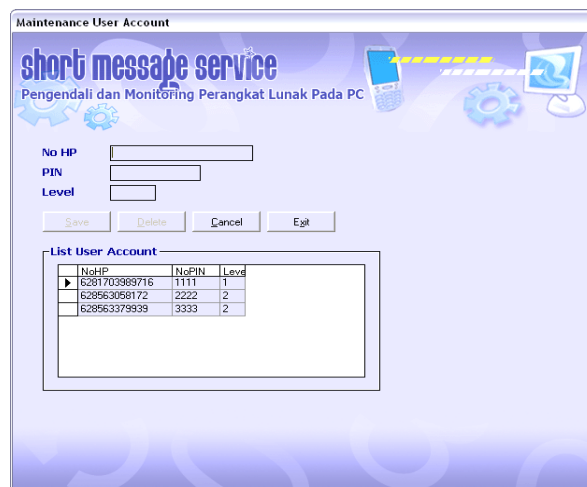 Maintenance User Account
short message service
Pengendali dan Monitoring Perangkat Lunak Pada PC
No HP
PIN
Level
Save Delete Cancel Exit
List User Account
NoHP NoPIN Leve
6281703989716 1111 1
628563058172 2222 2
628563379939 3333 2